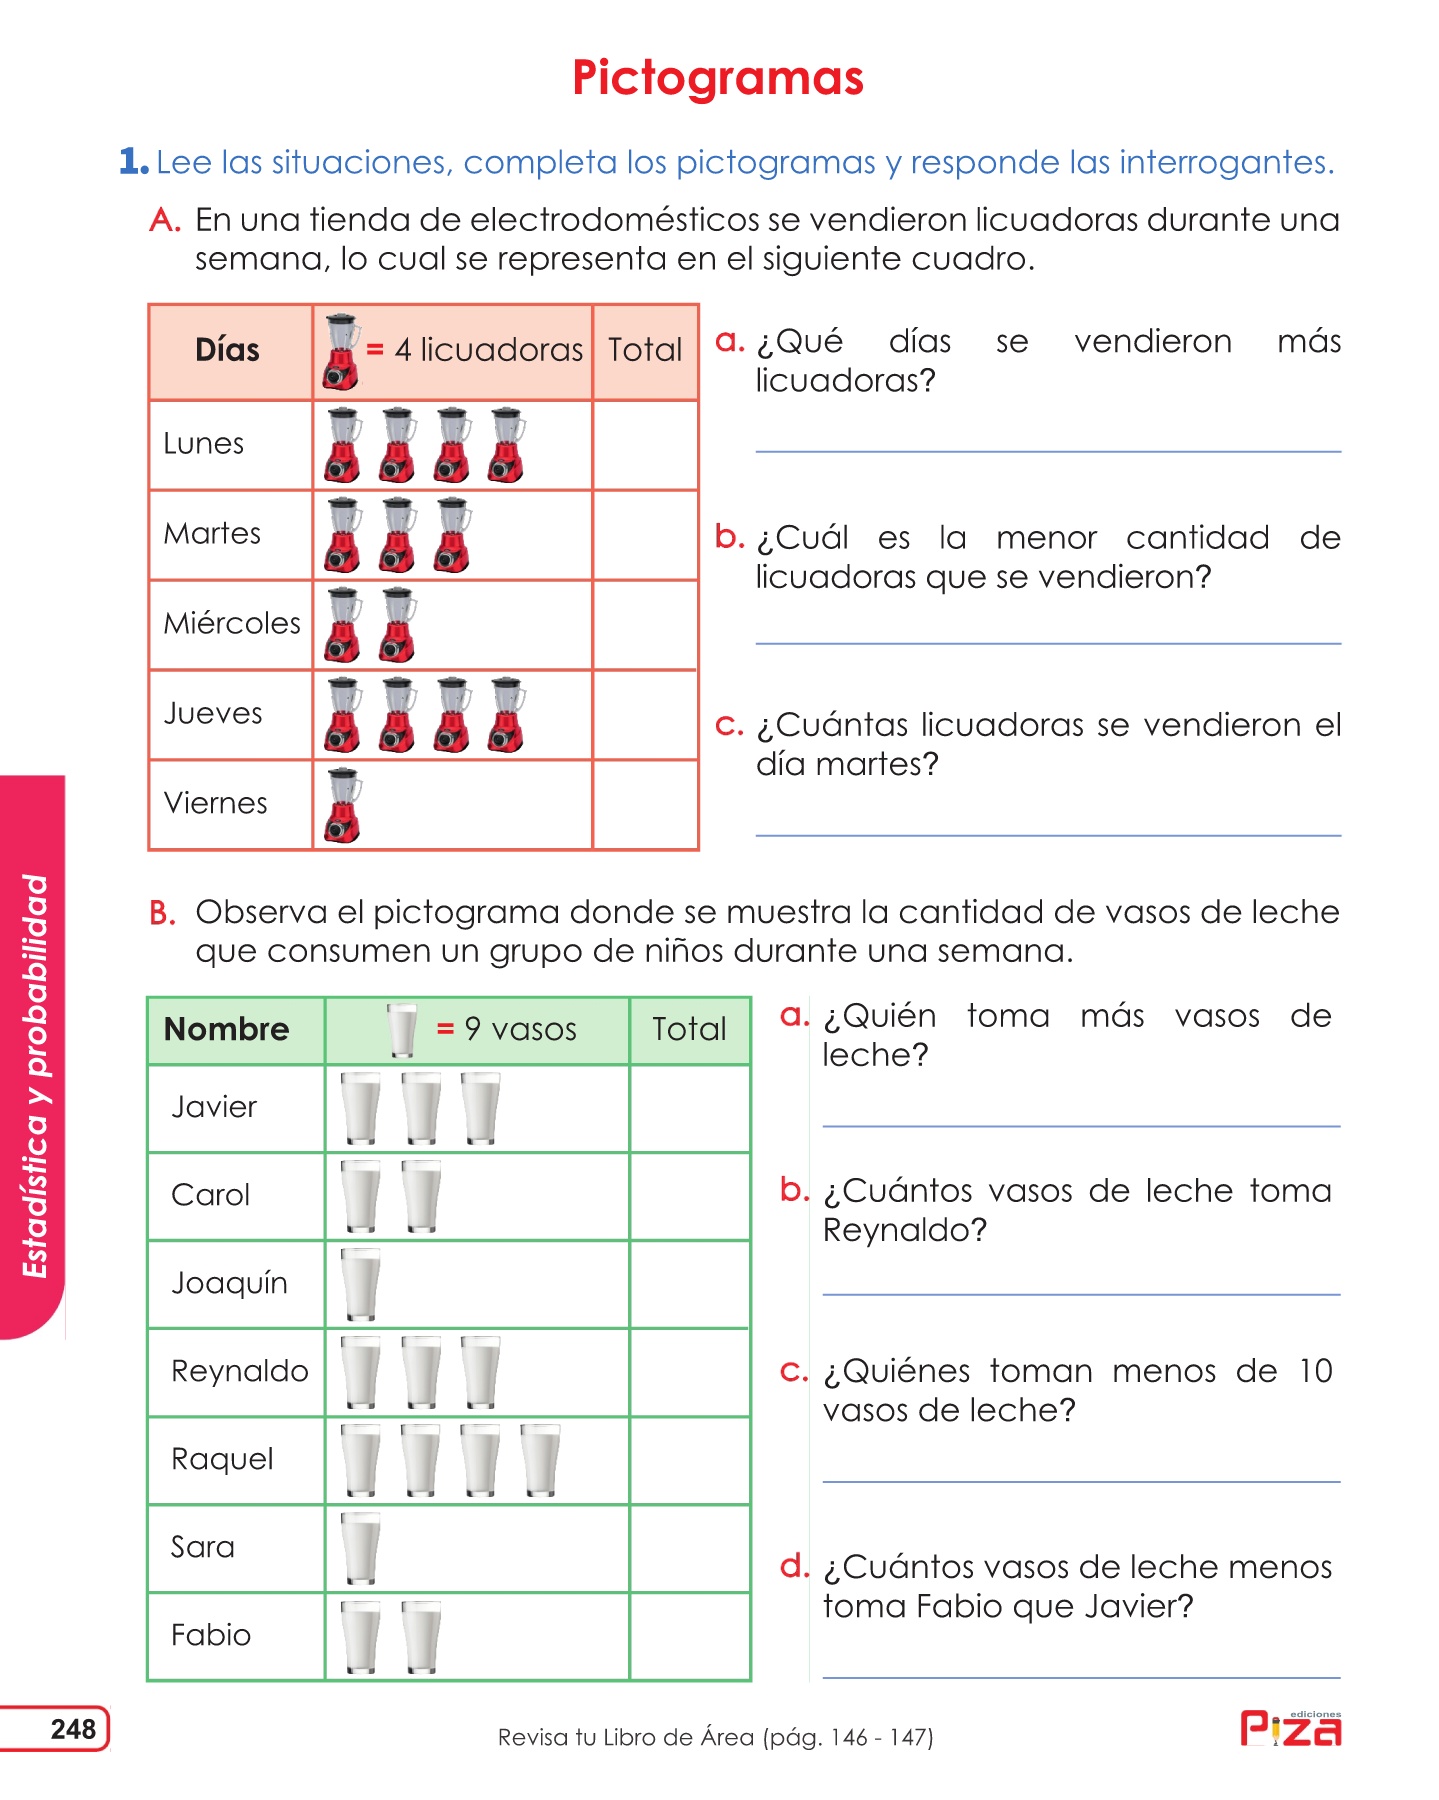 Pictogramas
1. Lee las situaciones, completa los pictogramas y responde las interrogantes.
A. En una tienda de electrodomésticos se vendieron licuadoras durante una
semana, lo cual se representa en el siguiente cuadro.
Días = 4 licuadoras Total
Lunes
Martes
Miércoles
Jueves
Viernes
a. ¿Qué días se vendieron más
licuadoras?
b. ¿Cuál es la menor cantidad de
licuadoras que se vendieron?
c. ¿Cuántas licuadoras se vendieron el
día martes?
B. Observa el pictograma donde se muestra la cantidad de vasos de leche
que consumen un grupo de niños durante una semana.
Nombre = 9 vasos Total
Javier
Carol
Joaquín
Reynaldo
Raquel
Sara
Fabio
a. ¿Quién toma más vasos de
leche?
b. ¿Cuántos vasos de leche toma
Reynaldo?
c. ¿Quiénes toman menos de 10
vasos de leche?
d. ¿Cuántos vasos de leche menos
toma Fabio que Javier?
Estadística y probabilidad
248
Revisa tu Libro de Área (pág. 146 - 147)
ediciones
Piza